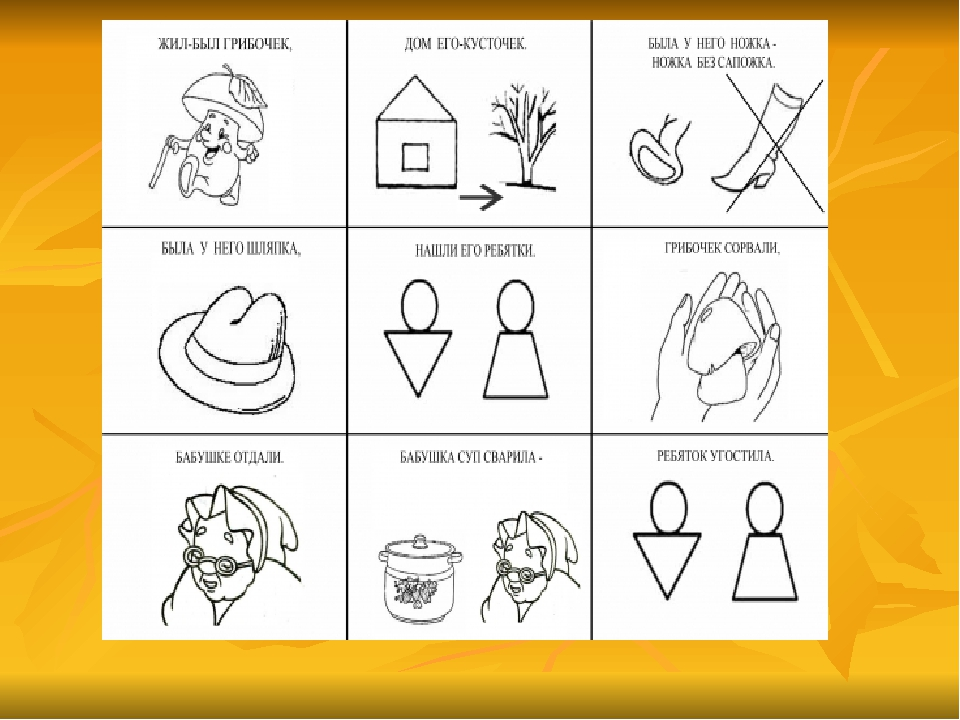 ЖИЛ-БЫЛ ГРИБОЧЕК,
ДОМ ЕГО-КУСТОЧЕК.
БЫЛА У НЕГО НОЖКА -
НОЖКА БЕЗ САПОЖКА.
БЫЛА У НЕГО ШЛЯПКА,
НАШЛИ ЕГО РЕБЯТКИ.
ГРИБОЧЕК СОРВАЛИ,
БАБУШКЕ ОТДАЛИ.
БАБУШКА СУП СВАРИЛА -
РЕБЯТОК УГОСТИЛА.